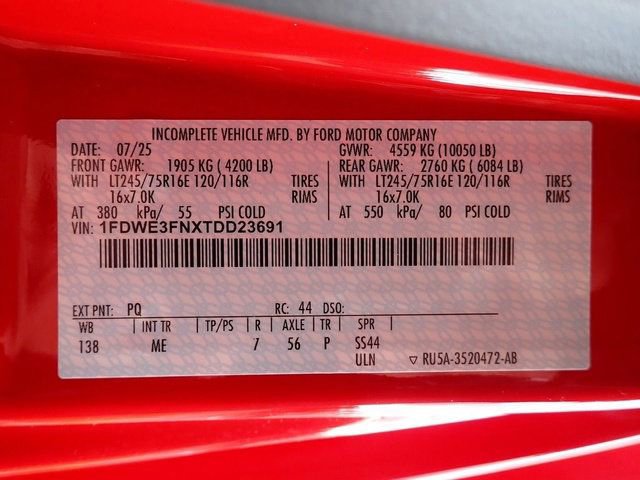 INCOMPLETE VEHICLE MFD. BY FORD MOTOR COMPANY
DATE: 07/25 GVWR: 4559 KG (10050 LB)
FRONT GAWR: 1905 KG ( 4200 LB) REAR GAWR: 2760 KG ( 6084 LB)
WITH LT245/75R16E 120/116R TIRES WITH LT245/75R16E 120/116R TIRES
16x7.0K RIMS 16x7.0K RIMS
AT 380 kPa/ 55 PSI COLD AT 550 kPa/ 80 PSI COLD
VIN: 1FDWE3FNXTDD23691
EXT PNT: PQ RC: 44 DSO:
WB | INT TR | TP/PS | R | AXLE | TR | SPR |
138 ME 7 56 P SS44
ULN ▽ RU5A-3520472-AB